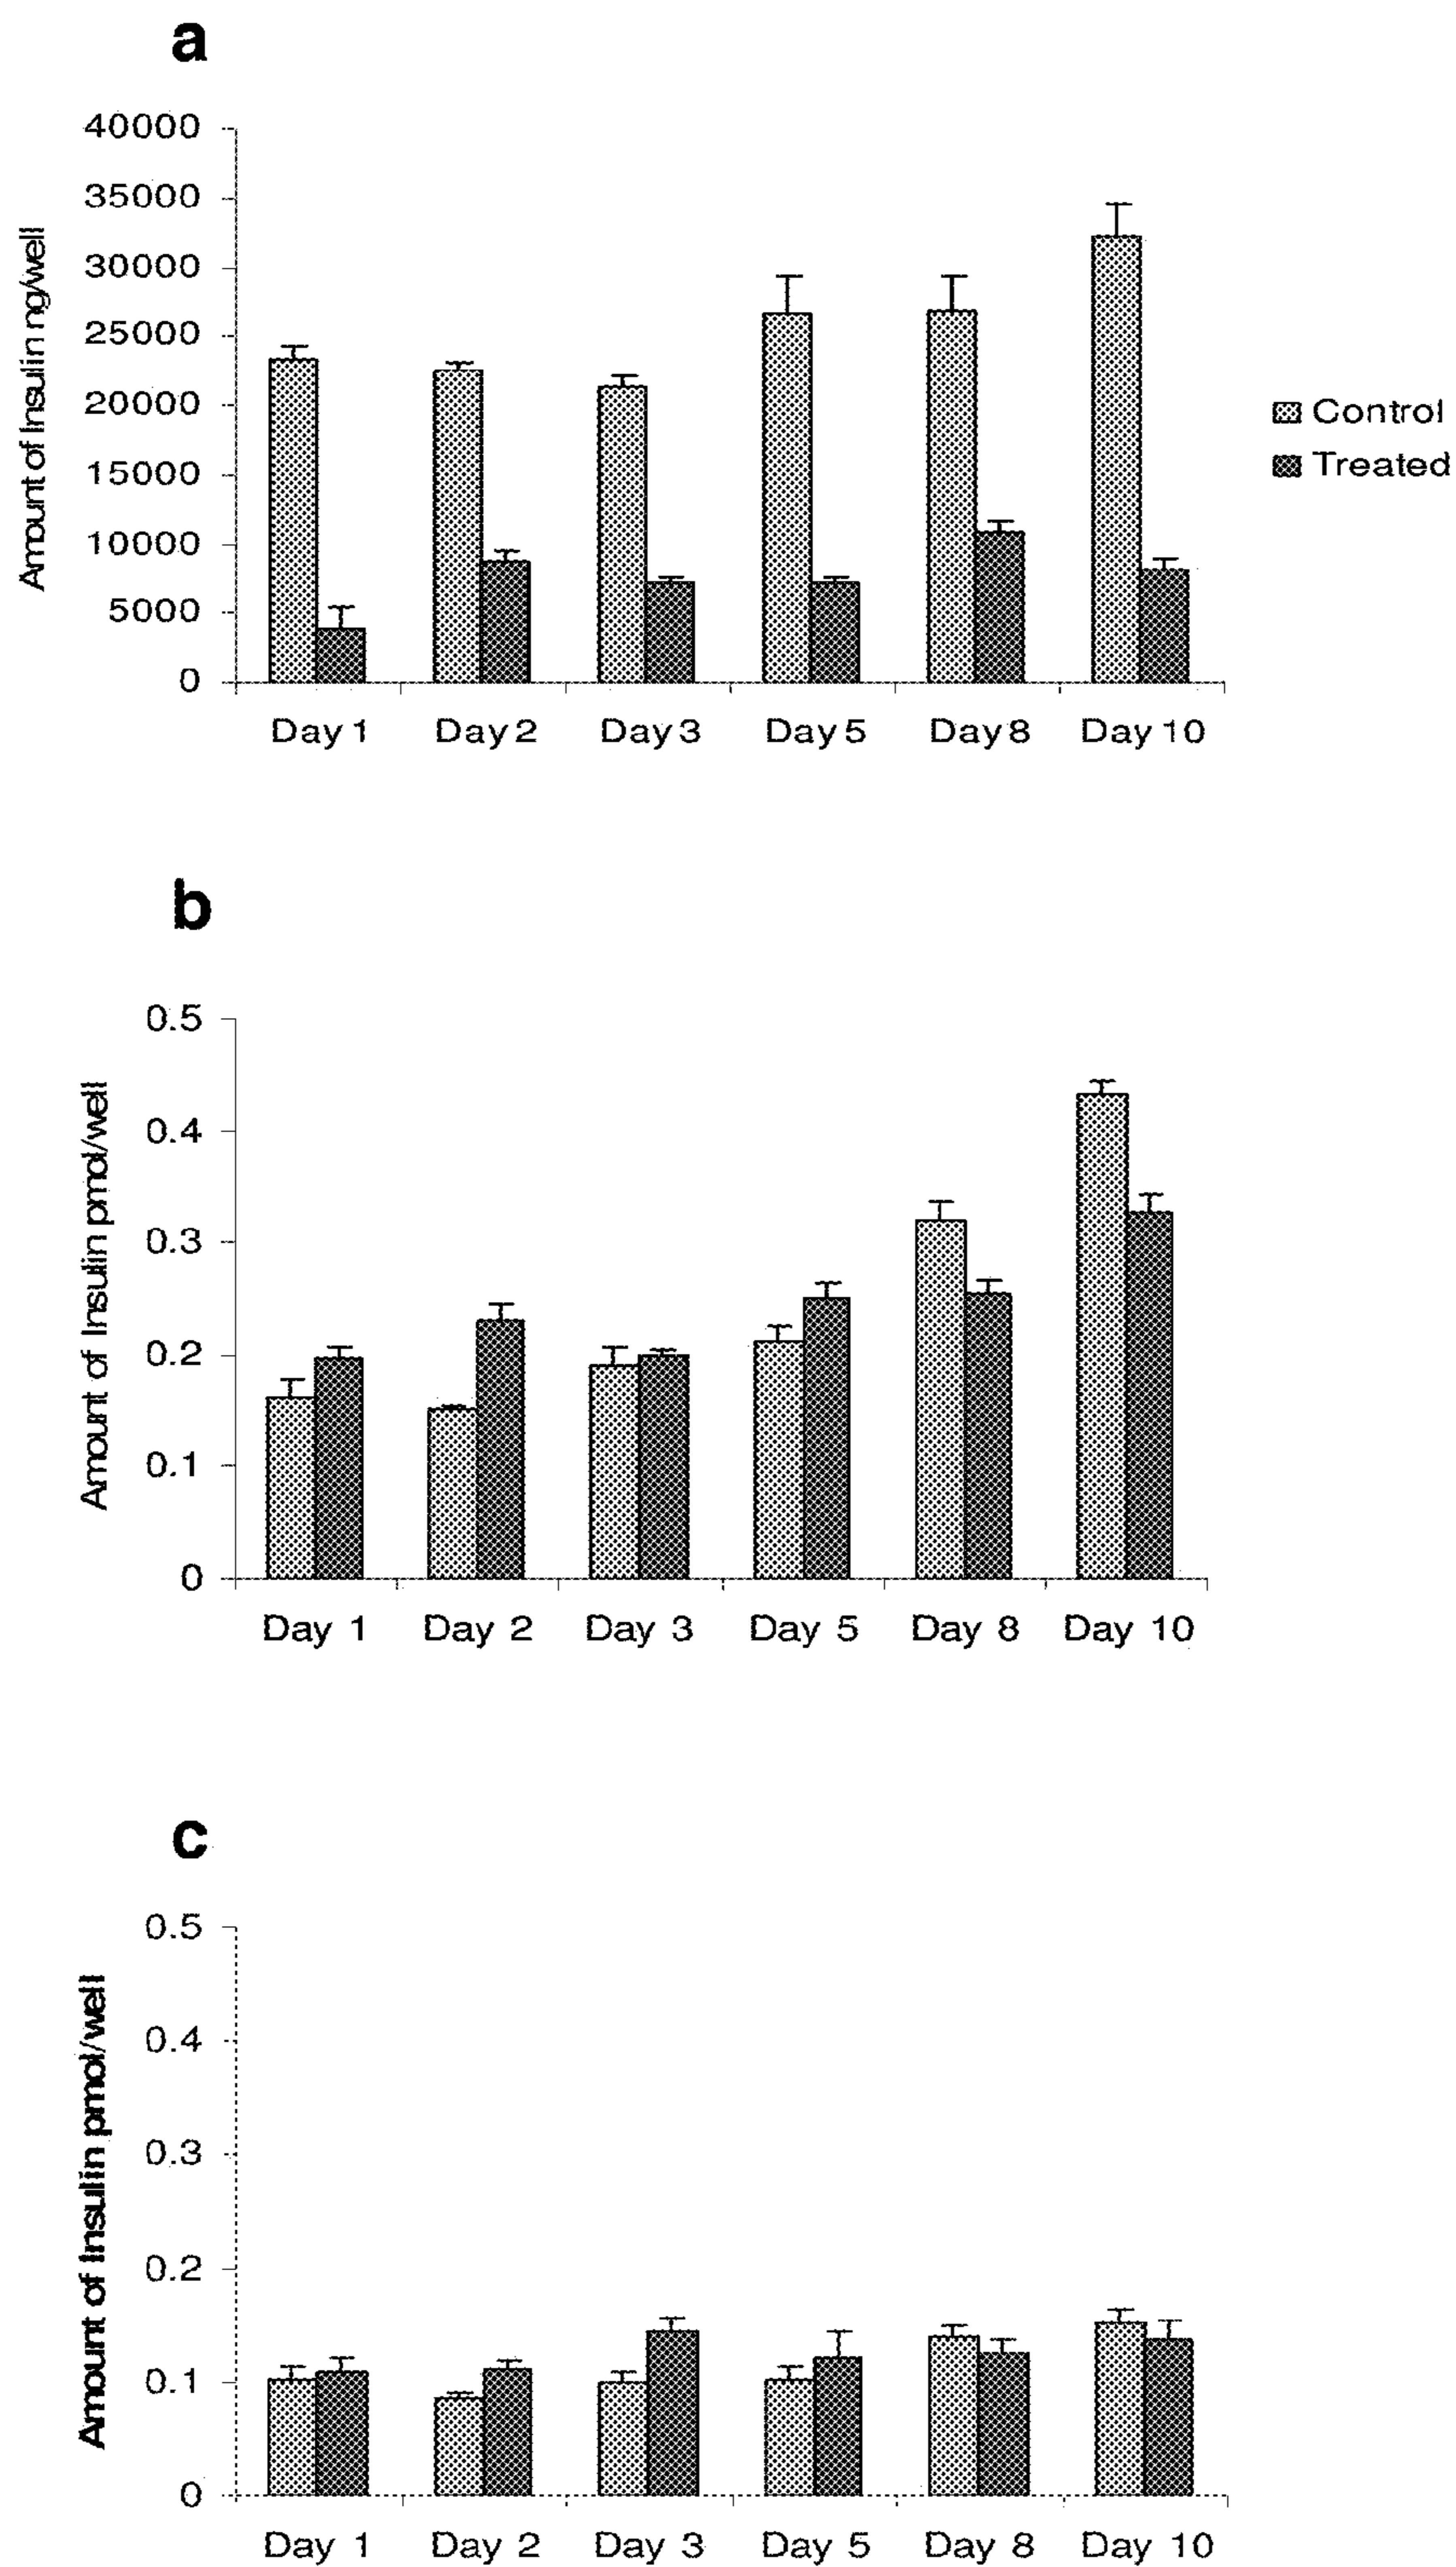 a
40000
35000
30000
25000
20000
15000
10000
5000
0
Amount of Insulin ng/well
Day 1 Day 2 Day 3 Day 5 Day 8 Day 10
Control
Treated
b
0.5
0.4
0.3
0.2
0.1
0
Amount of Insulin pmol/well
Day 1 Day 2 Day 3 Day 5 Day 8 Day 10
c
0.5
0.4
0.3
0.2
0.1
0
Amount of Insulin pmol/well
Day 1 Day 2 Day 3 Day 5 Day 8 Day 10